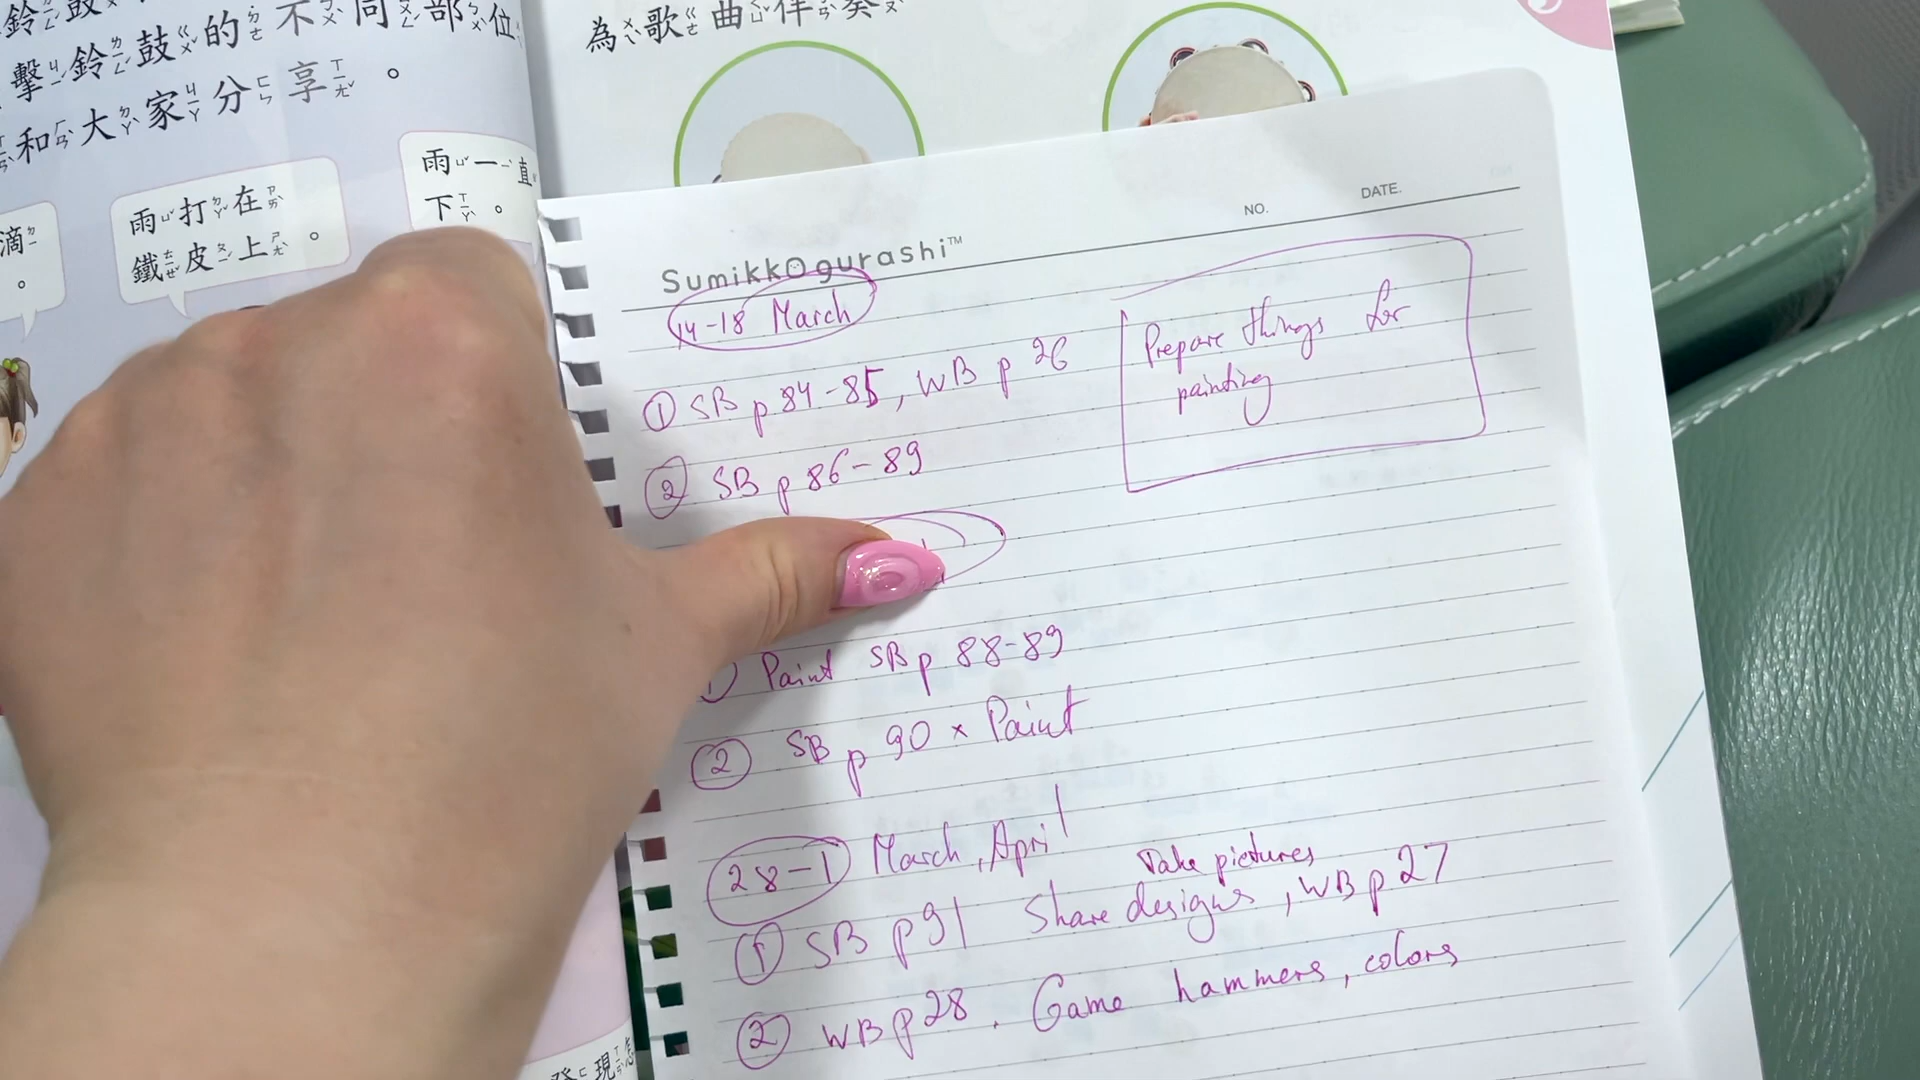 鈴鼓
擊鈴鼓的不同部位
和大家分享。
滴
。
雨打在
鐵皮上。
雨一直
下。
為歌曲伴奏
NO. DATE.
Sumikkogurashi™
14-18 March
① SB p 84-85, WB p 26
② SB p 86-89
Prepare things for
painting
① Paint SB p 88-89
② SB p 90 × Paint
28-1 March, April
Take pictures
① SB p 91 Share designs, WB p 27
② WB p 28. Game hammers, colors
現